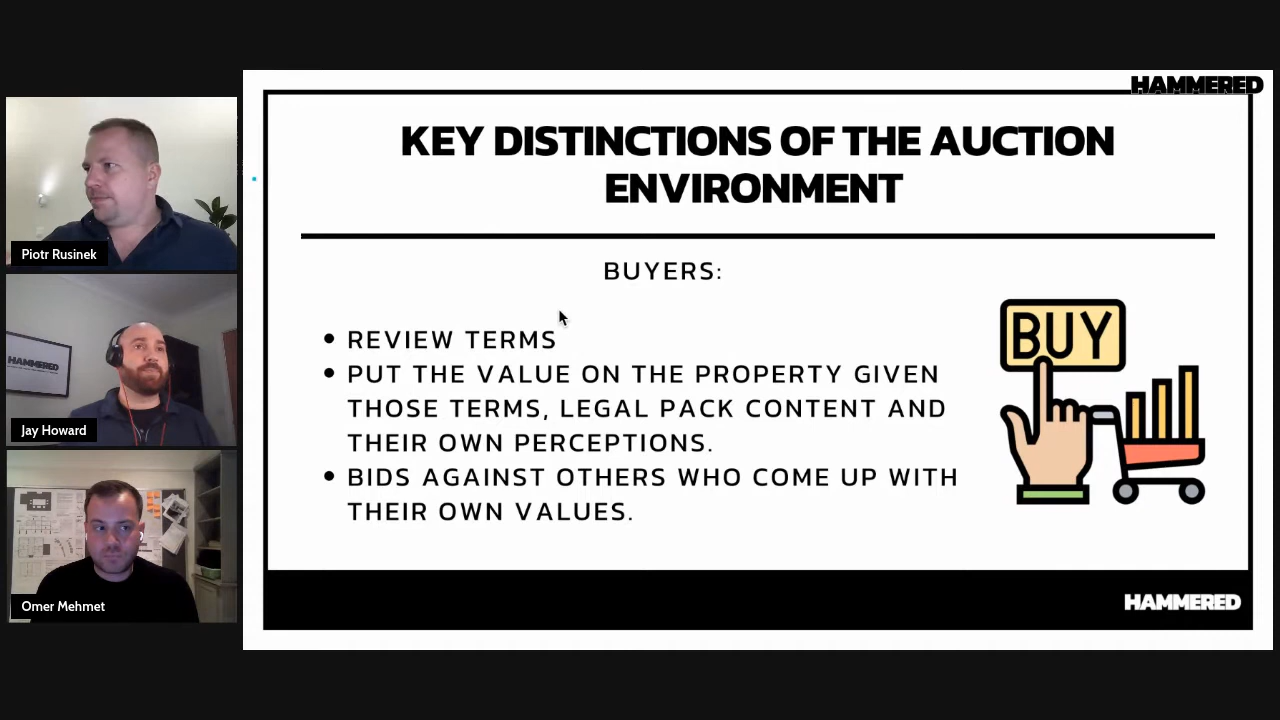 HAMMERED
KEY DISTINCTIONS OF THE AUCTION
ENVIRONMENT
BUYERS:
• REVIEW TERMS
• PUT THE VALUE ON THE PROPERTY GIVEN
THOSE TERMS, LEGAL PACK CONTENT AND
THEIR OWN PERCEPTIONS.
• BIDS AGAINST OTHERS WHO COME UP WITH
THEIR OWN VALUES.
BUY
HAMMERED
Piotr Rusinek
HAMMERED
Jay Howard
Omer Mehmet